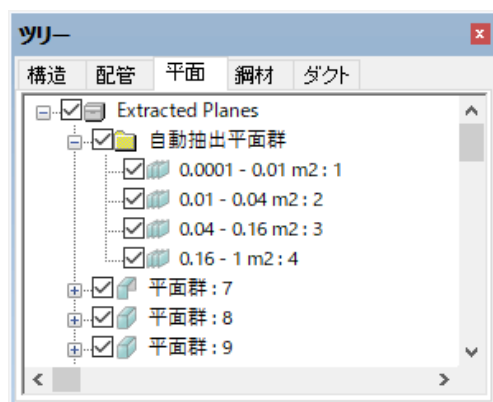 ツリー
構造 配管 平面 鋼材 ダクト
Extracted Planes
自動抽出平面群
0.0001 - 0.01 m2 : 1
0.01 - 0.04 m2 : 2
0.04 - 0.16 m2 : 3
0.16 - 1 m2 : 4
平面群 : 7
平面群 : 8
平面群 : 9